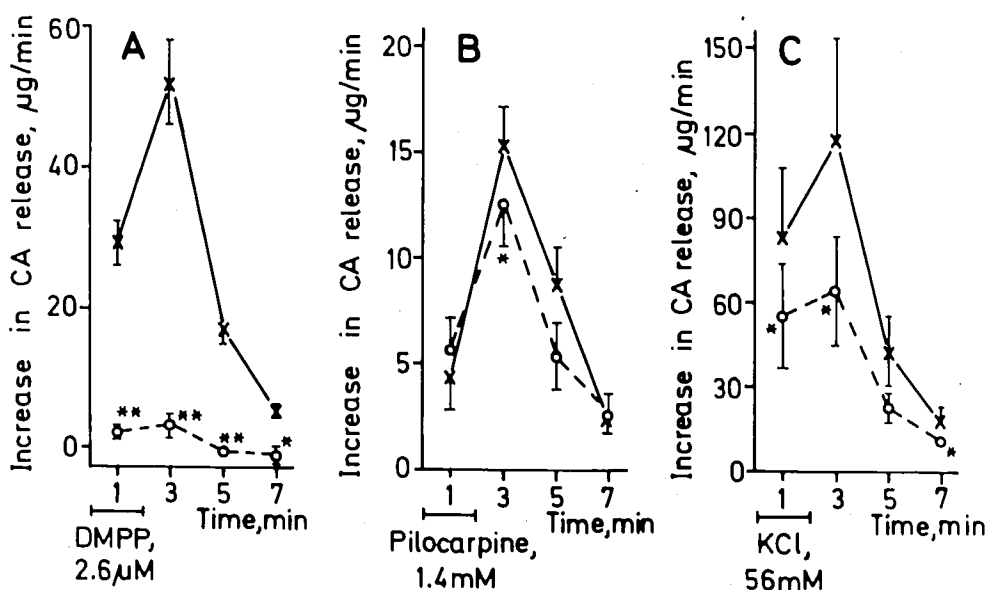 A
Increase in CA release, µg/min
60
40
20
0
**
**
**
*
1 3 5 7
Time,min
DMPP,
2.6µM
B
Increase in CA release, µg/min
20
15
10
5
0
*
1 3 5 7
Time,min
Pilocarpine,
1.4mM
C
Increase in CA release, µg/min
150
120
90
60
30
0
*
*
*
1 3 5 7
Time,min
KCl,
56mM